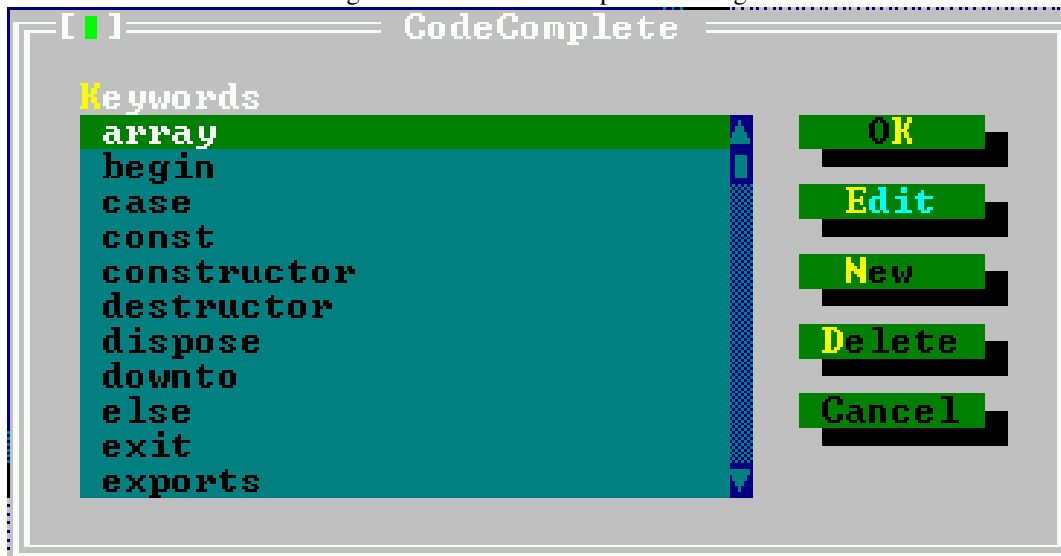 CodeComplete
Keywords
array
begin
case
const
constructor
destructor
dispose
downto
else
exit
exports
OK
Edit
New
Delete
Cancel